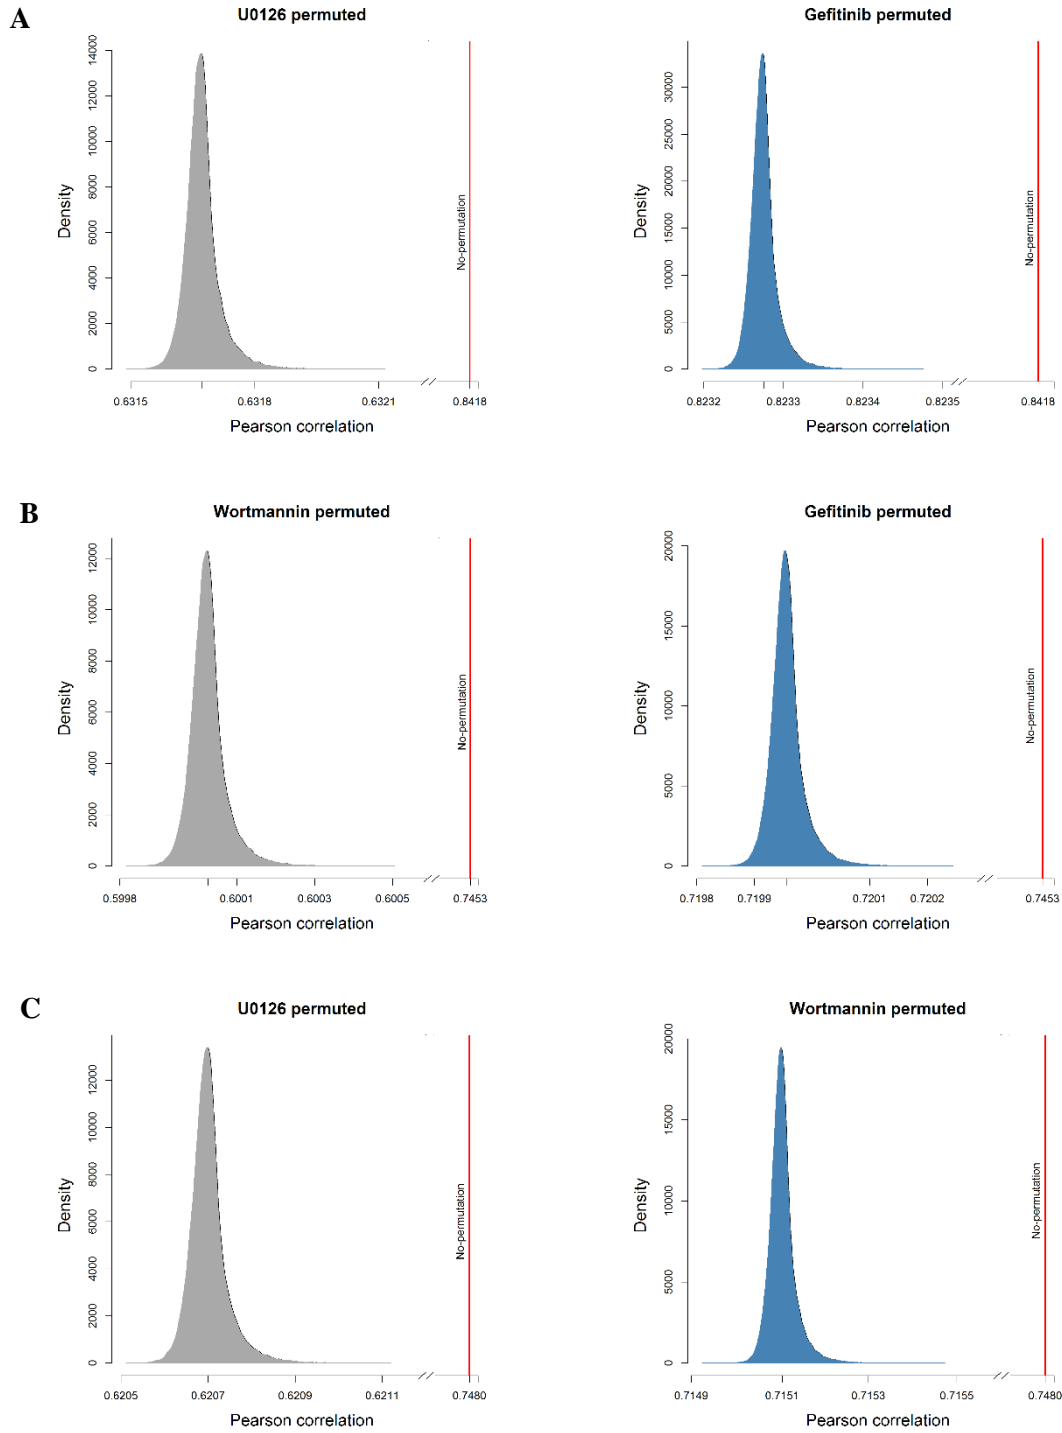 A
U0126 permuted
Density
0 2000 4000 6000 8000 10000 12000 14000
No-permutation
0.6315 0.6318 0.6321 0.8418
Pearson correlation
Gefitinib permuted
Density
0 5000 10000 15000 20000 25000 30000
No-permutation
0.8232 0.8233 0.8234 0.8235 0.8418
Pearson correlation
B
Wortmannin permuted
Density
0 2000 4000 6000 8000 10000 12000
No-permutation
0.5998 0.6001 0.6003 0.6005 0.7453
Pearson correlation
Gefitinib permuted
Density
0 5000 10000 15000 20000
No-permutation
0.7198 0.7199 0.7201 0.7202 0.7453
Pearson correlation
C
U0126 permuted
Density
0 2000 4000 6000 8000 10000 12000
No-permutation
0.6205 0.6207 0.6209 0.6211 0.7480
Pearson correlation
Wortmannin permuted
Density
0 5000 10000 15000 20000
No-permutation
0.7149 0.7151 0.7153 0.7155 0.7480
Pearson correlation